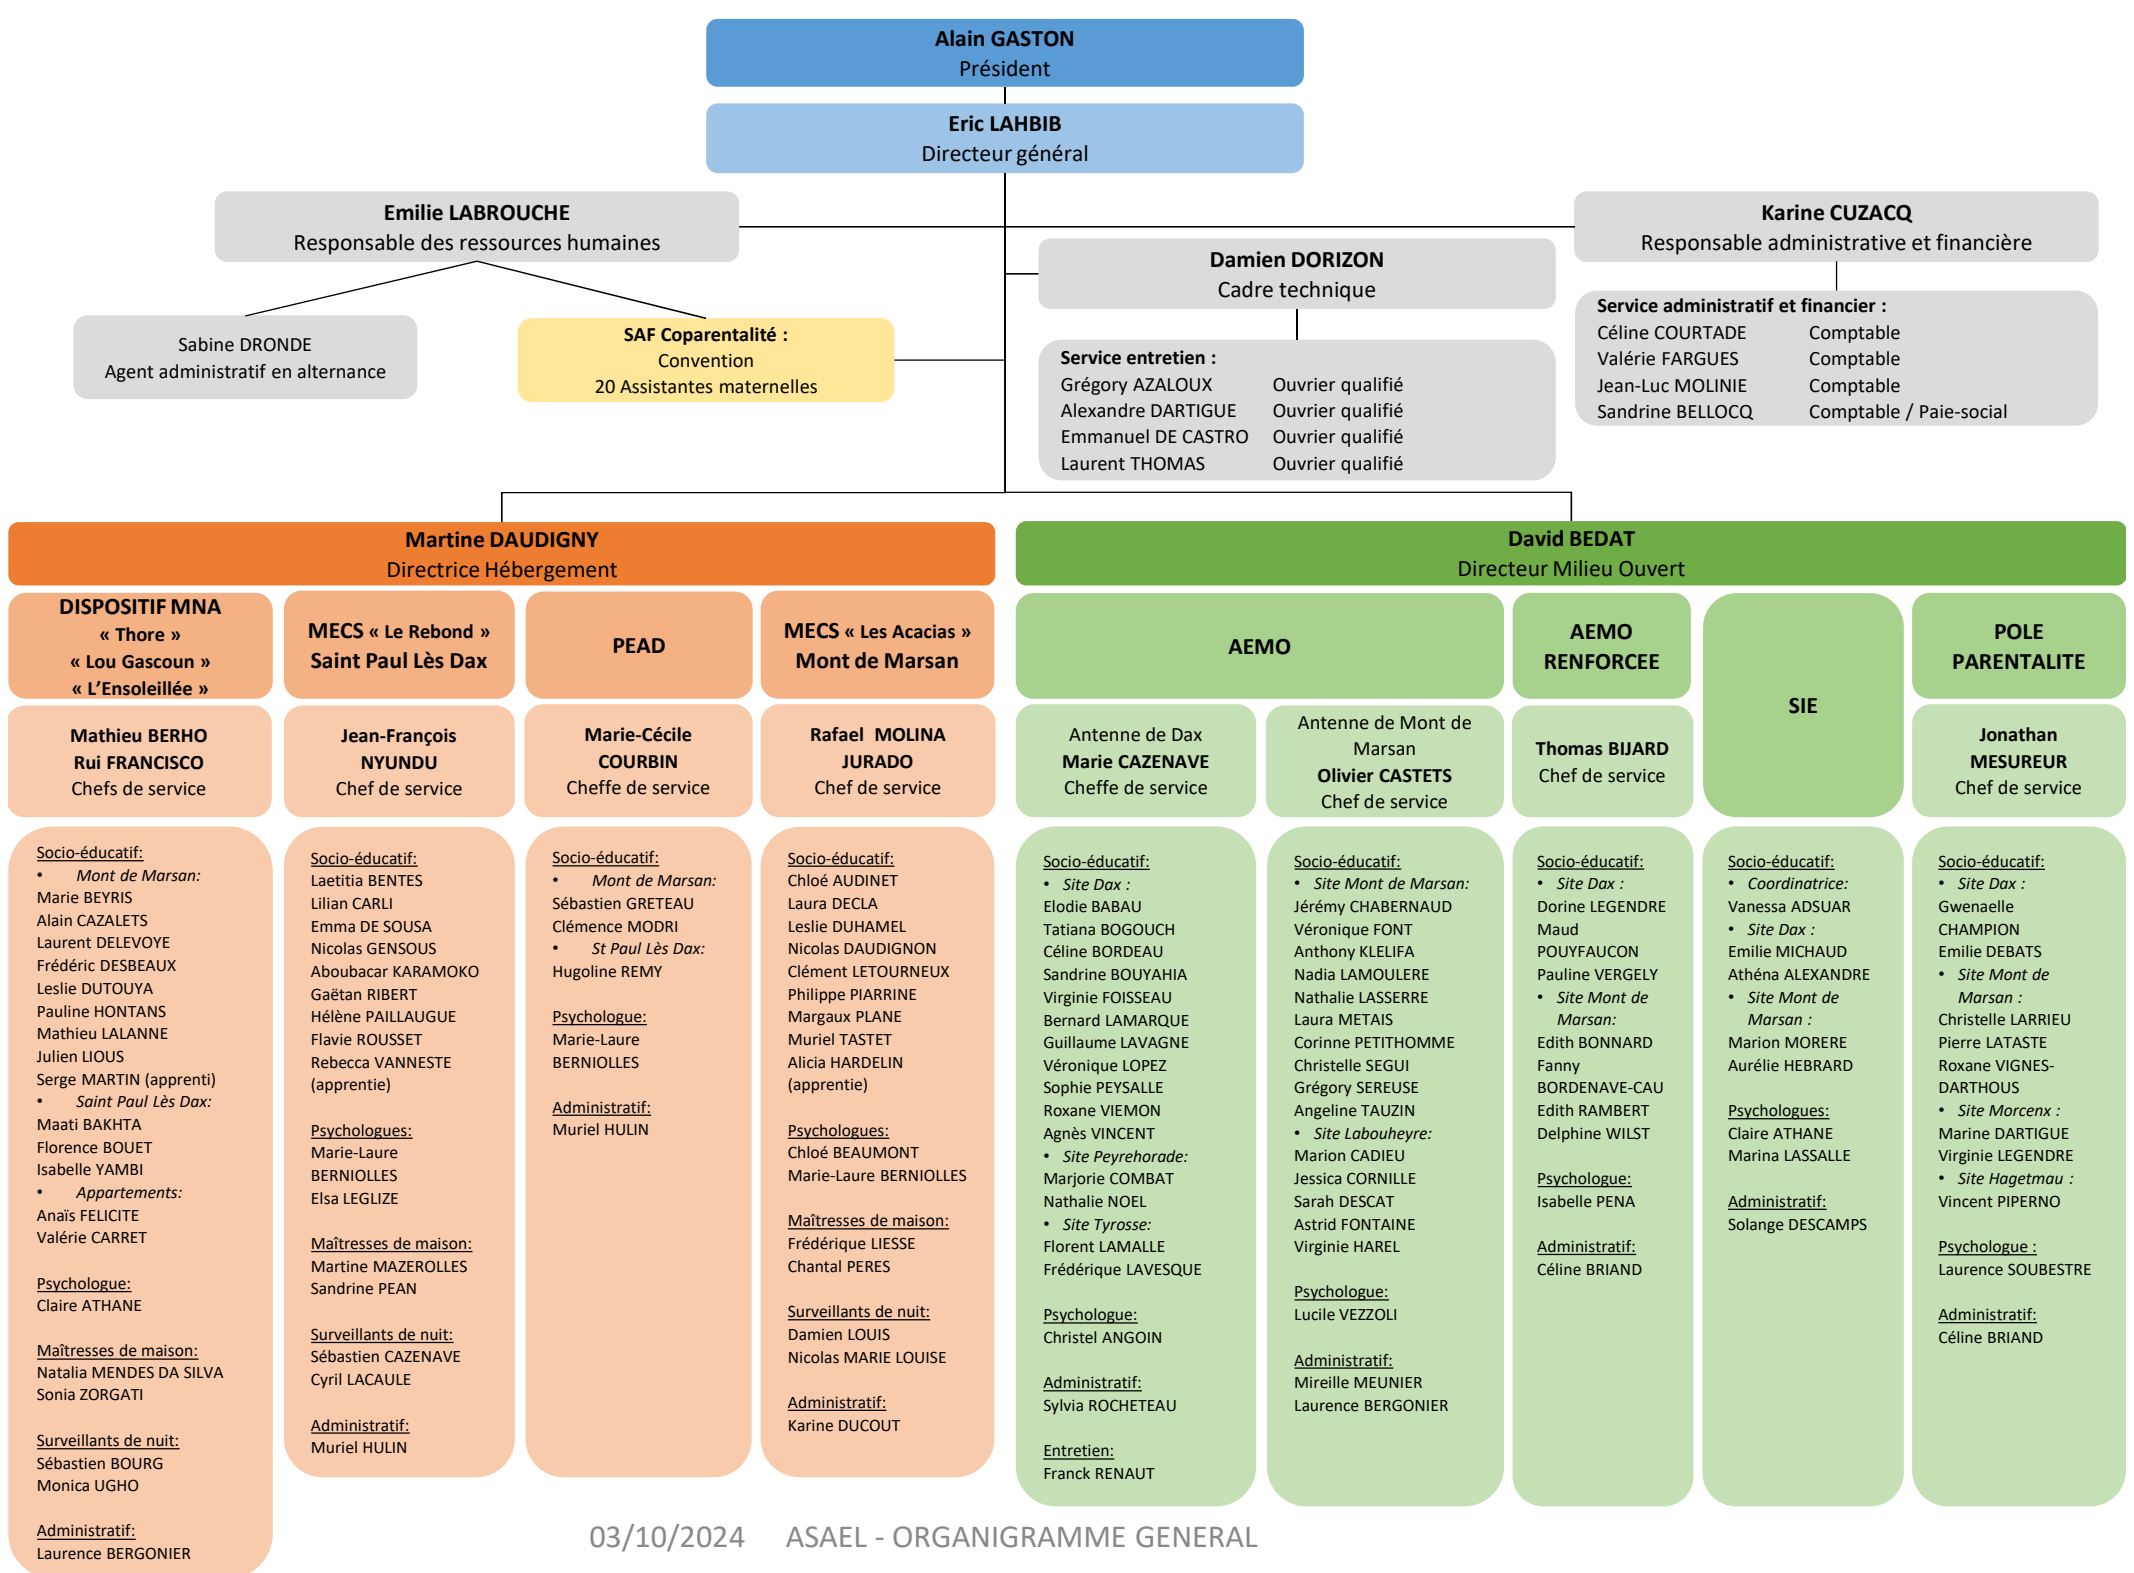 Alain GASTON
Président
Eric LAHBIB
Directeur général
Emilie LABROUCHE
Responsable des ressources humaines
Karine CUZACQ
Responsable administrative et financière
Damien DORIZON
Cadre technique
Sabine DRONDE
Agent administratif en alternance
SAF Coparentalité :
Convention
20 Assistantes maternelles
Service entretien :
Grégory AZALOUX Ouvrier qualifié
Alexandre DARTIGUE Ouvrier qualifié
Emmanuel DE CASTRO Ouvrier qualifié
Laurent THOMAS Ouvrier qualifié
Service administratif et financier :
Céline COURTADE Comptable
Valérie FARGUES Comptable
Jean-Luc MOLINIE Comptable
Sandrine BELLOCQ Comptable / Paie-social
Martine DAUDIGNY
Directrice Hébergement
DISPOSITIF MNA
« Thore »
« Lou Gascoun »
« L'Ensoleillée »
Mathieu BERHO
Rui FRANCISCO
Chefs de service
Socio-éducatif:
• Mont de Marsan:
Marie BEYRIS
Alain CAZALETS
Laurent DELEVOYE
Frédéric DESBEAUX
Leslie DUTOUYA
Pauline HONTANS
Mathieu LALANNE
Julien LIOUS
Serge MARTIN (apprenti)
• Saint Paul Lès Dax:
Maati BAKHTA
Florence BOUET
Isabelle YAMBI
• Appartements:
Anaïs FELICITE
Valérie CARRET
Psychologue:
Claire ATHANE
Maîtresses de maison:
Natalia MENDES DA SILVA
Sonia ZORGATI
Surveillants de nuit:
Sébastien BOURG
Monica UGHO
Administratif:
Laurence BERGONIER
MECS « Le Rebond »
Saint Paul Lès Dax
Jean-François
NYUNDU
Chef de service
Socio-éducatif:
Laetitia BENTES
Lilian CARLI
Emma DE SOUSA
Nicolas GENSOUS
Aboubacar KARAMOKO
Gaëtan RIBERT
Hélène PAILLAUGUE
Flavie ROUSSET
Rebecca VANNESTE
(apprentie)
Psychologues:
Marie-Laure
BERNIOLLES
Elsa LEGLIZE
Maîtresses de maison:
Martine MAZEROLLES
Sandrine PEAN
Surveillants de nuit:
Sébastien CAZENAVE
Cyril LACAULE
Administratif:
Muriel HULIN
PEAD
Marie-Cécile
COURBIN
Cheffe de service
Socio-éducatif:
• Mont de Marsan:
Sébastien GRETEAU
Clémence MODRI
• St Paul Lès Dax:
Hugoline REMY
Psychologue:
Marie-Laure
BERNIOLLES
Administratif:
Muriel HULIN
MECS « Les Acacias »
Mont de Marsan
Rafael MOLINA
JURADO
Chef de service
Socio-éducatif:
Chloé AUDINET
Laura DECLA
Leslie DUHAMEL
Nicolas DAUDIGNON
Clément LETOURNEUX
Philippe PIARRINE
Margaux PLANE
Muriel TASTET
Alicia HARDELIN
(apprentie)
Psychologues:
Chloé BEAUMONT
Marie-Laure BERNIOLLES
Maîtresses de maison:
Frédérique LIESSE
Chantal PERES
Surveillants de nuit:
Damien LOUIS
Nicolas MARIE LOUISE
Administratif:
Karine DUCOUT
David BEDAT
Directeur Milieu Ouvert
AEMO
Antenne de Dax
Marie CAZENAVE
Cheffe de service
Socio-éducatif:
• Site Dax :
Elodie BABAU
Tatiana BOGOUCH
Céline BORDEAU
Sandrine BOUYAHIA
Virginie FOISSEAU
Bernard LAMARQUE
Guillaume LAVAGNE
Véronique LOPEZ
Sophie PEYSALLE
Roxane VIEMON
Agnès VINCENT
• Site Peyrehorade:
Marjorie COMBAT
Nathalie NOEL
• Site Tyrosse:
Florent LAMALLE
Frédérique LAVESQUE
Psychologue:
Christel ANGOIN
Administratif:
Sylvia ROCHETEAU
Entretien:
Franck RENAUT
Antenne de Mont de
Marsan
Olivier CASTETS
Chef de service
Socio-éducatif:
• Site Mont de Marsan:
Jérémy CHABERNAUD
Véronique FONT
Anthony KLELIFA
Nadia LAMOULERE
Nathalie LASSERRE
Laura METAIS
Corinne PETITHOMME
Christelle SEGUI
Grégory SEREUSE
Angeline TAUZIN
• Site Labouheyre:
Marion CADIEU
Jessica CORNILLE
Sarah DESCAT
Astrid FONTAINE
Virginie HAREL
Psychologue:
Lucile VEZZOLI
Administratif:
Mireille MEUNIER
Laurence BERGONIER
AEMO
RENFORCEE
Thomas BIJARD
Chef de service
Socio-éducatif:
• Site Dax :
Dorine LEGENDRE
Maud
POUYFAUCON
Pauline VERGELY
• Site Mont de
Marsan:
Edith BONNARD
Fanny
BORDENAVE-CAU
Edith RAMBERT
Delphine WILST
Psychologue:
Isabelle PENA
Administratif:
Céline BRIAND
SIE
Socio-éducatif:
• Coordinatrice:
Vanessa ADSUAR
• Site Dax :
Emilie MICHAUD
Athéna ALEXANDRE
• Site Mont de
Marsan :
Marion MORERE
Aurélie HEBRARD
Psychologues:
Claire ATHANE
Marina LASSALLE
Administratif:
Solange DESCAMPS
POLE
PARENTALITE
Jonathan
MESUREUR
Chef de service
Socio-éducatif:
• Site Dax :
Gwenaelle
CHAMPION
Emilie DEBATS
• Site Mont de
Marsan :
Christelle LARRIEU
Pierre LATASTE
Roxane VIGNES-
DARTHOUS
• Site Morcenx :
Marine DARTIGUE
Virginie LEGENDRE
• Site Hagetmau :
Vincent PIPERNO
Psychologue :
Laurence SOUBESTRE
Administratif:
Céline BRIAND
03/10/2024 ASAEL - ORGANIGRAMME GENERAL